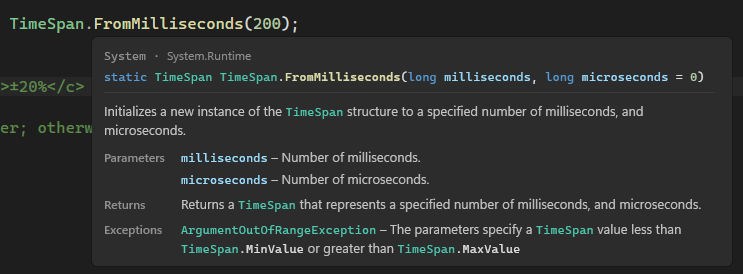 TimeSpan.FromMilliseconds(200);
System • System.Runtime
static TimeSpan TimeSpan.FromMilliseconds(long milliseconds, long microseconds = 0)
>±20%</c>
Initializes a new instance of the TimeSpan structure to a specified number of milliseconds, and
er; otherw
microseconds.
Parameters milliseconds – Number of milliseconds.
microseconds – Number of microseconds.
Returns Returns a TimeSpan that represents a specified number of milliseconds, and microseconds.
Exceptions ArgumentOutOfRangeException – The parameters specify a TimeSpan value less than
TimeSpan.MinValue or greater than TimeSpan.MaxValue